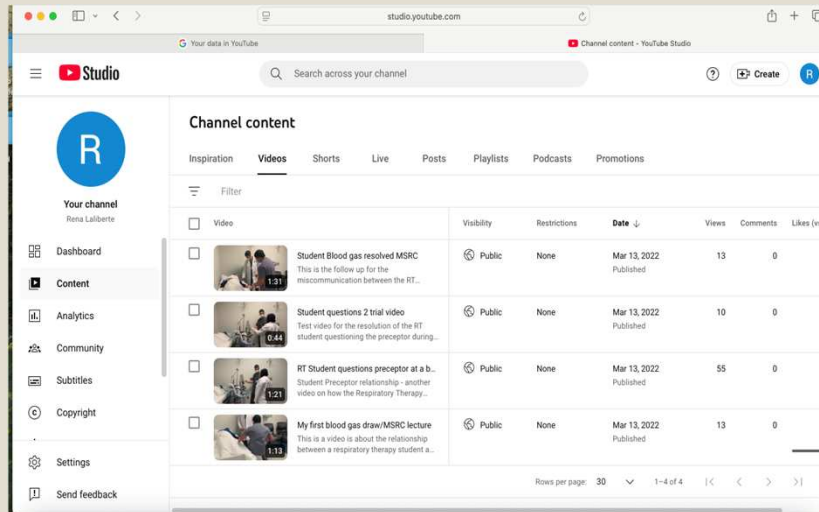 studio.youtube.com
Your data in YouTube
Channel content - YouTube Studio
Studio
Search across your channel
Create
R
R
Your channel
Rena Laliberte
Dashboard
Content
Analytics
Community
Subtitles
Copyright
Settings
Send feedback
Channel content
Inspiration Videos Shorts Live Posts Playlists Podcasts Promotions
Filter
Video Visibility Restrictions Date Views Comments Likes (v
1:31
Student Blood gas resolved MSRC
This is the follow up for the
miscommunication between the RT...
Public None Mar 13, 2022 13 0
Published
0:44
Student questions 2 trial video
Test video for the resolution of the RT
student questioning the preceptor during...
Public None Mar 13, 2022 10 0
Published
1:21
RT Student questions preceptor at a b...
Student Preceptor relationship - another
video on how the Respiratory Therapy...
Public None Mar 13, 2022 55 0
Published
1:13
My first blood gas draw/MSRC lecture
This is a video is about the relationship
between a respiratory therapy student a...
Public None Mar 13, 2022 13 0
Published
Rows per page: 30 1–4 of 4